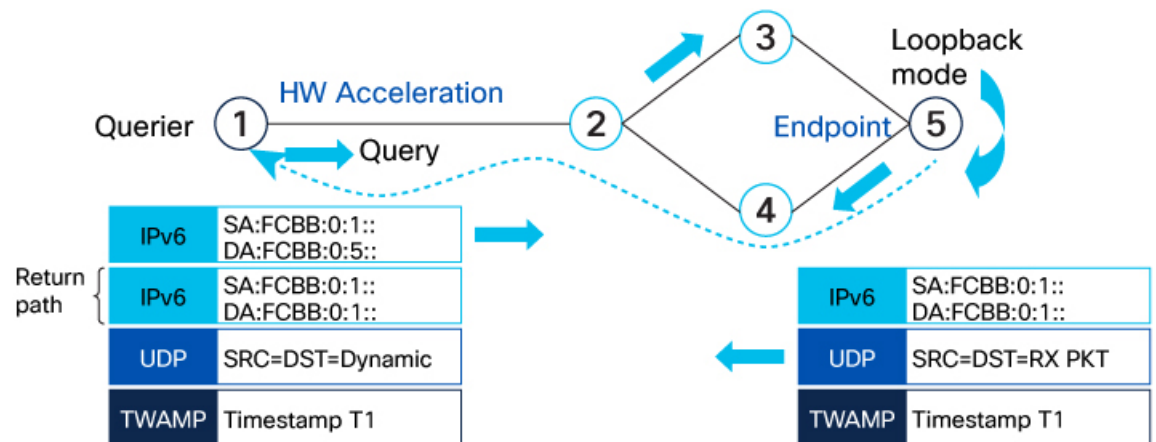 3
Loopback
mode
HW Acceleration
Querier
1
2
Endpoint
5
Query
4
IPv6
SA:FCBB:0:1::
DA:FCBB:0:5::
Return
path
IPv6
SA:FCBB:0:1::
DA:FCBB:0:1::
UDP
SRC=DST=Dynamic
TWAMP
Timestamp T1
IPv6
SA:FCBB:0:1::
DA:FCBB:0:1::
UDP
SRC=DST=RX PKT
TWAMP
Timestamp T1